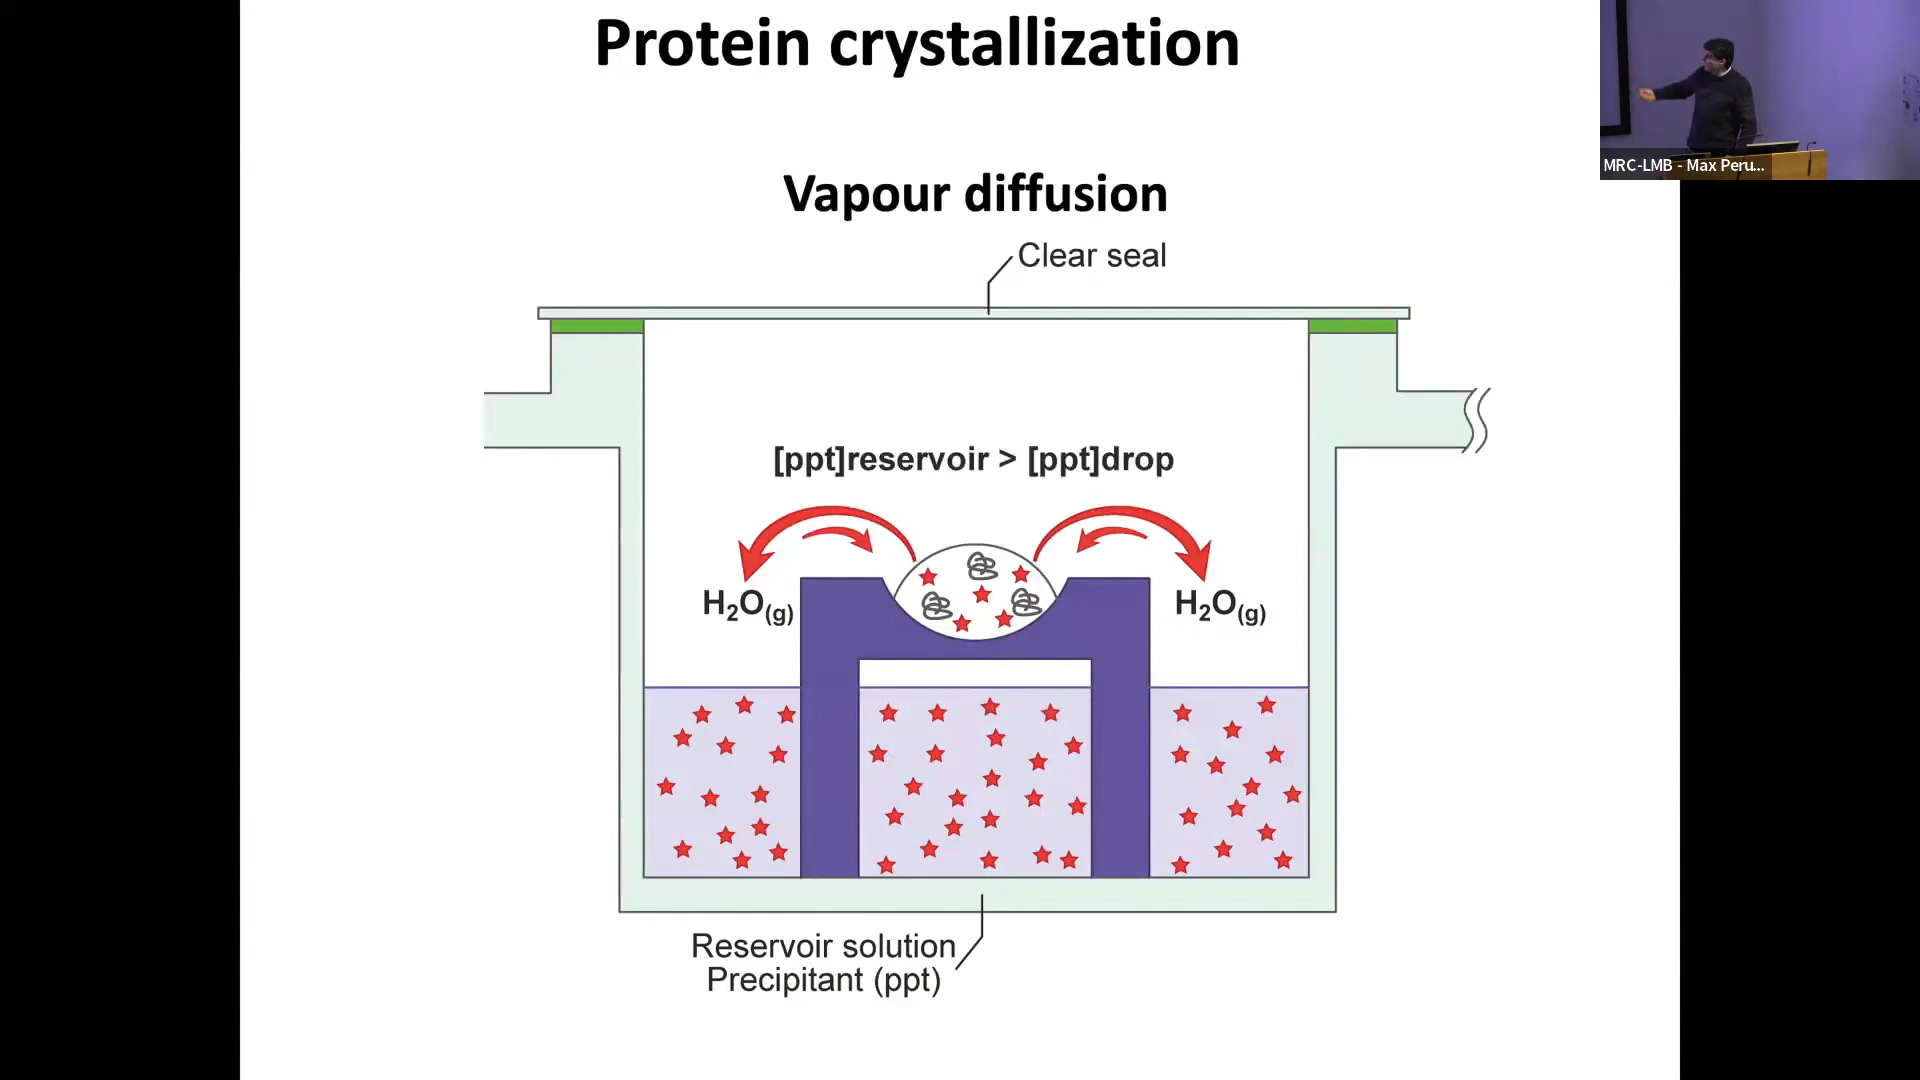 Protein crystallization
MRC-LMB - Max Peru...
Vapour diffusion
Clear seal
[ppt]reservoir > [ppt]drop
H₂O(g)
H₂O(g)
Reservoir solution
Precipitant (ppt)